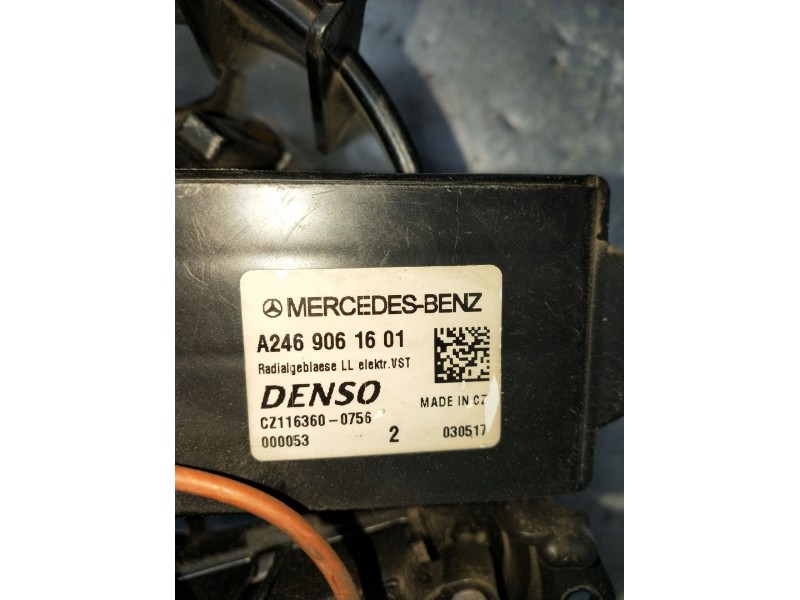 MERCEDES-BENZ
A246 906 16 01
Radialgeblaese LL elektr.VST
DENSO
MADE IN CZ
CZ116360-0756
000053 2 030517